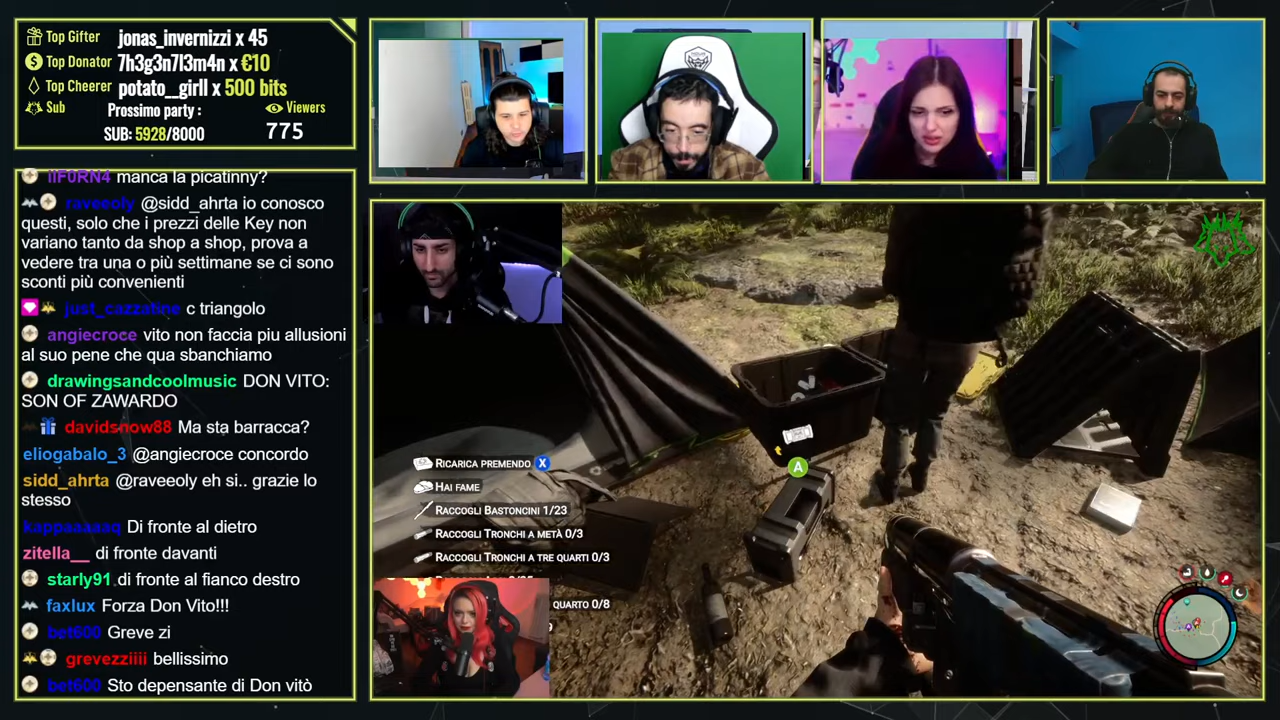 Top Gifter jonas_invernizzi x 45
Top Donator 7h3g3n7l3m4n x €10
Top Cheerer potato__girll x 500 bits
Sub Prossimo party : Viewers
SUB: 5928/8000 775
iiF0RN4 manca la picatinny?
raveeoly @sidd_ahrta io conosco
questi, solo che i prezzi delle Key non
variano tanto da shop a shop, prova a
vedere tra una o più settimane se ci sono
sconti più convenienti
just_cazzatine c triangolo
angiecroce vito non faccia piu allusioni
al suo pene che qua sbanchiamo
drawingsandcoolmusic DON VITO:
SON OF ZAWARDO
davidsnow88 Ma sta barracca?
eliogabalo_3 @angiecroce concordo
sidd_ahrta @raveeoly eh si.. grazie lo
stesso
kappaaaaaq Di fronte al dietro
zitella__ di fronte davanti
starly91 di fronte al fianco destro
faxlux Forza Don Vito!!!
bet600 Greve zi
grevezziiii bellissimo
bet600 Sto depensante di Don vitò
Ricarica premendo X
Hai fame
Raccogli Bastoncini 1/23
Raccogli Tronchi a metà 0/3
Raccogli Tronchi a tre quarti 0/3
quarto 0/8
A